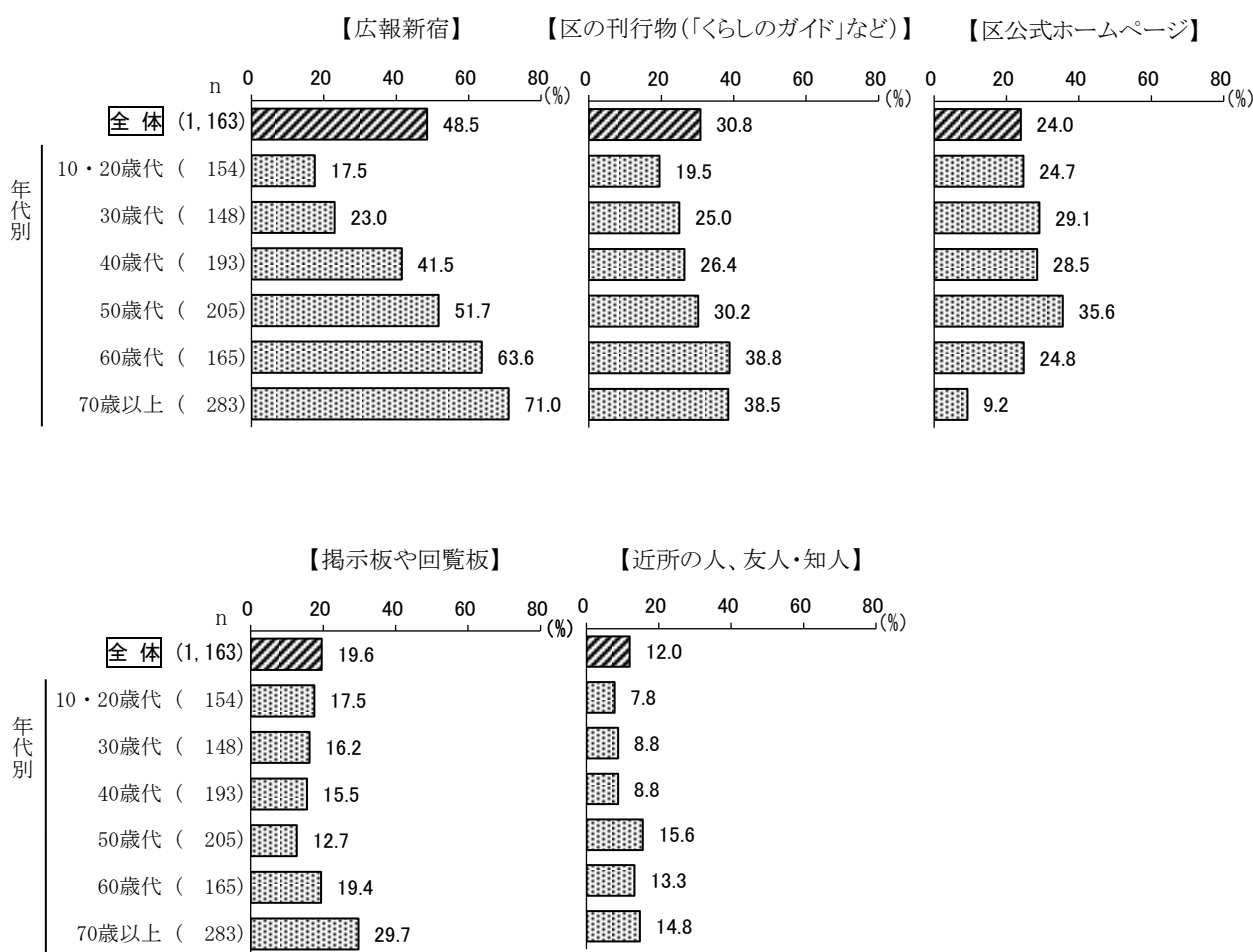 【広報新宿】 【区の刊行物(「くらしのガイド」など)】 【区公式ホームページ】
n 0 20 40 60 80 (%) 0 20 40 60 80 (%) 0 20 40 60 80 (%)
全 体 (1,163) 48.5 30.8 24.0
年代別
10・20歳代 ( 154) 17.5 19.5 24.7
30歳代 ( 148) 23.0 25.0 29.1
40歳代 ( 193) 41.5 26.4 28.5
50歳代 ( 205) 51.7 30.2 35.6
60歳代 ( 165) 63.6 38.8 24.8
70歳以上 ( 283) 71.0 38.5 9.2
【掲示板や回覧板】 【近所の人、友人・知人】
n 0 20 40 60 80 (%) 0 20 40 60 80 (%)
全 体 (1,163) 19.6 12.0
年代別
10・20歳代 ( 154) 17.5 7.8
30歳代 ( 148) 16.2 8.8
40歳代 ( 193) 15.5 8.8
50歳代 ( 205) 12.7 15.6
60歳代 ( 165) 19.4 13.3
70歳以上 ( 283) 29.7 14.8